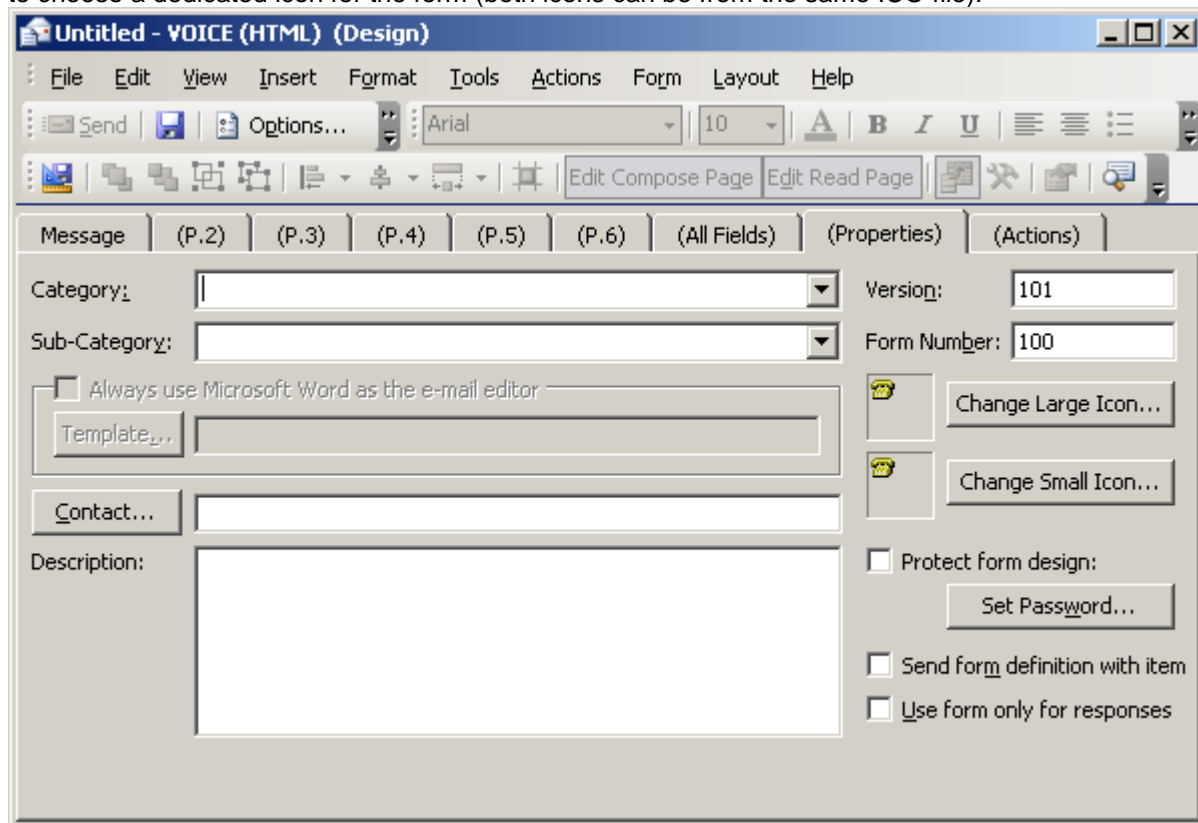 to choose a dedicated icon for the form (both icons can be from the same ICO file).
Untitled - VOICE (HTML) (Design)
File Edit View Insert Format Tools Actions Form Layout Help
Send Options... Arial 10 A B I U
Edit Compose Page Edit Read Page
Message (P.2) (P.3) (P.4) (P.5) (P.6) (All Fields) (Properties) (Actions)
Category: Version: 101
Sub-Category: Form Number: 100
Always use Microsoft Word as the e-mail editor
Change Large Icon...
Template...
Change Small Icon...
Contact...
Description: Protect form design:
Set Password...
Send form definition with item
Use form only for responses